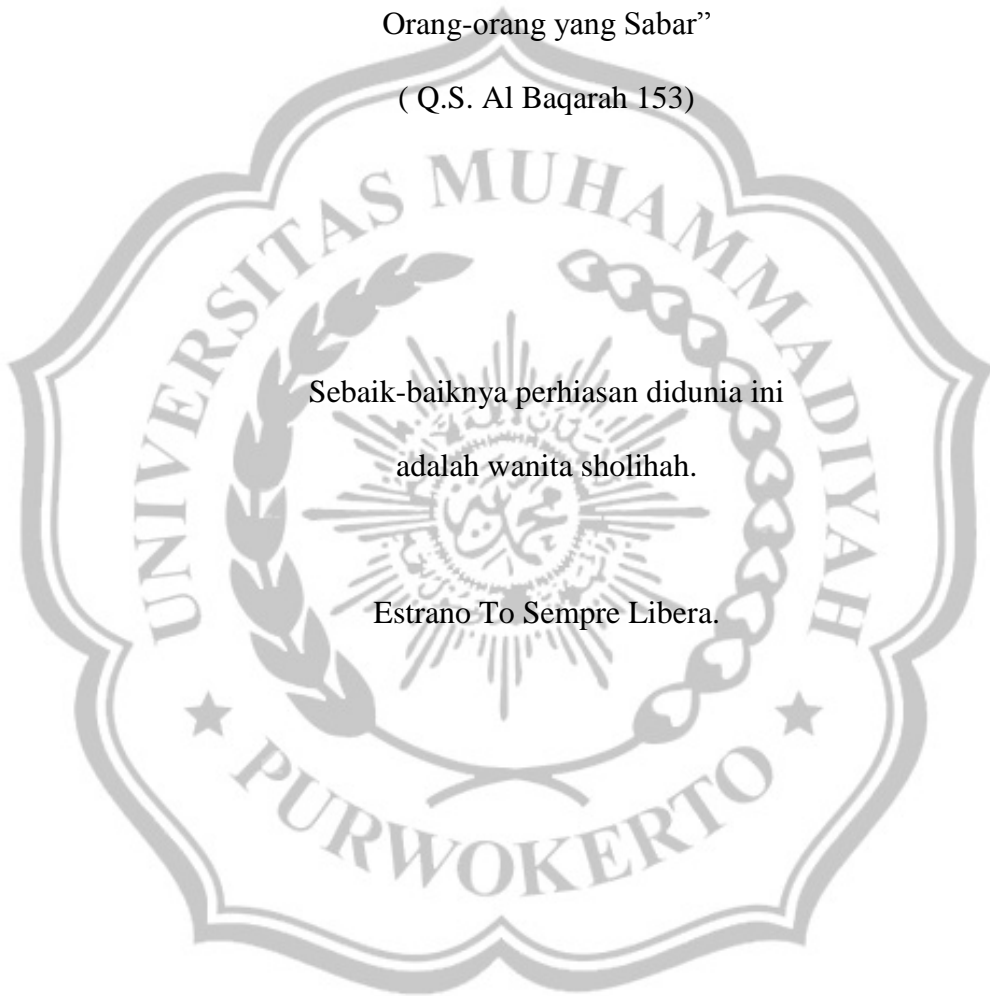 Orang-orang yang Sabar”
( Q.S. Al Baqarah 153)
UNIVERSITAS MUHAMMADIYAH
Sebaik-baiknya perhiasan didunia ini
adalah wanita sholihah.
Estrano To Sempre Libera.
PURWOKERTO